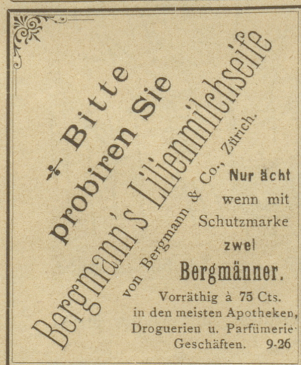 Bitte
probiren Sie
Bergmann's Lilienmilchseife
von Bergmann & Co., Zürich.
Nur ächt
wenn mit
Schutzmarke
zwei
Bergmänner.
Vorräthig à 75 Cts.
in den meisten Apotheken,
Droguerien u. Parfümerie-
Geschäften. 9-26